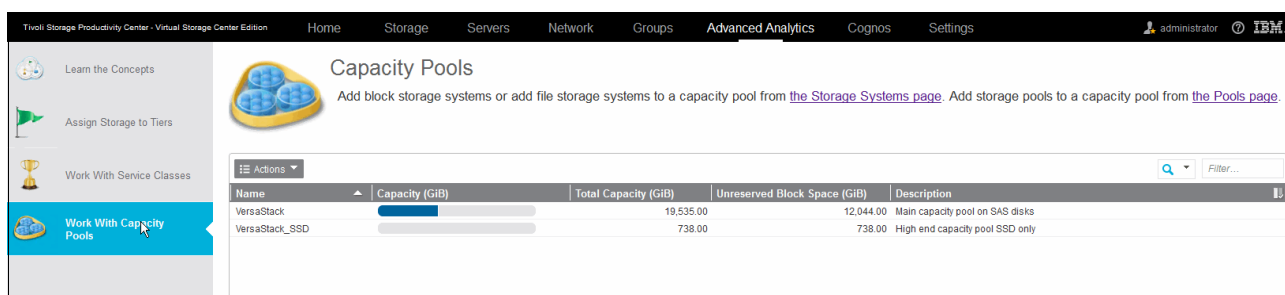 Tivoli Storage Productivity Center - Virtual Storage Center Edition Home Storage Servers Network Groups Advanced Analytics Cognos Settings administrator ? IBM
Learn the Concepts
Assign Storage to Tiers
Work With Service Classes
Work With Capacity
Pools
Capacity Pools
Add block storage systems or add file storage systems to a capacity pool from the Storage Systems page. Add storage pools to a capacity pool from the Pools page.
Actions Filter...
Name Capacity (GiB) Total Capacity (GiB) Unreserved Block Space (GiB) Description
VersaStack 19,535.00 12,044.00 Main capacity pool on SAS disks
VersaStack_SSD 738.00 738.00 High end capacity pool SSD only